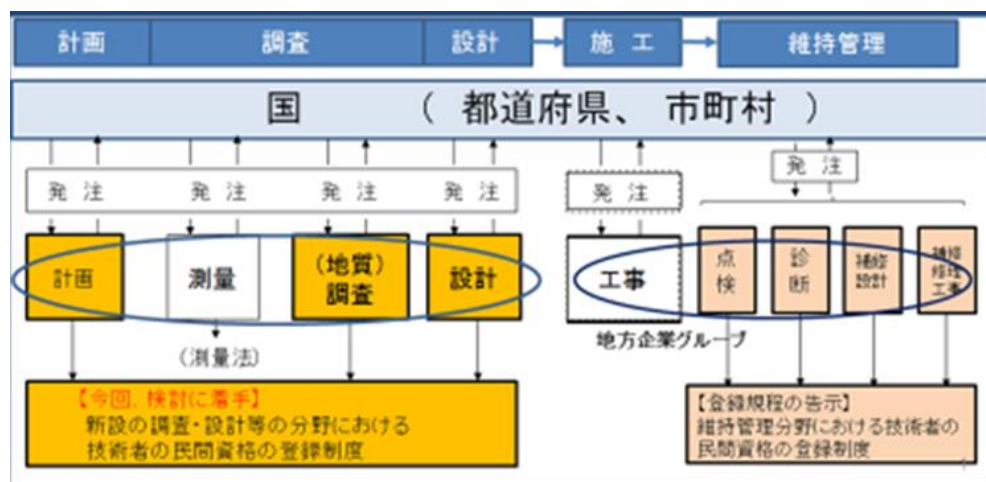 計画 調査 設計 施 工 維持管理
国 ( 都道府県、 市町村 )
発 注 発 注 発 注 発 注 発 注 発 注
計画 測量 (地質)調査 設計 工事 点検 診断 補修設計 補修修理工事
(測量法)
地方企業グループ
【今回、検討に着手】
新設の調査・設計等の分野における
技術者の民間資格の登録制度
【登録規程の告示】
維持管理分野における技術者の
民間資格の登録制度